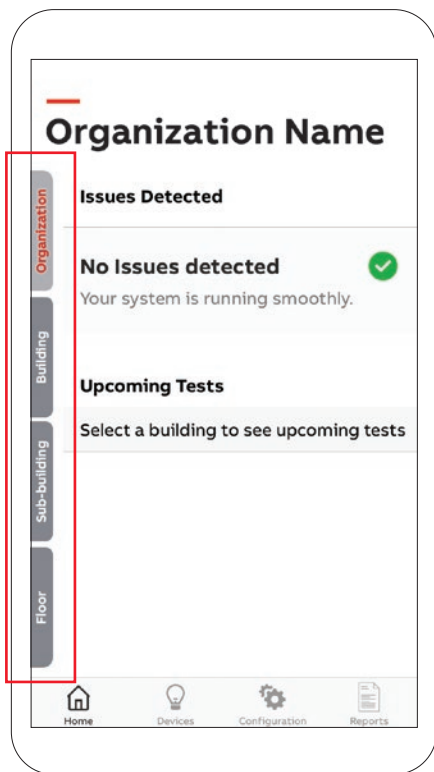 Organization Name
Organization
Building
Sub-building
Floor
Issues Detected
No Issues detected
Your system is running smoothly.
Upcoming Tests
Select a building to see upcoming tests
Home
Devices
Configuration
Reports